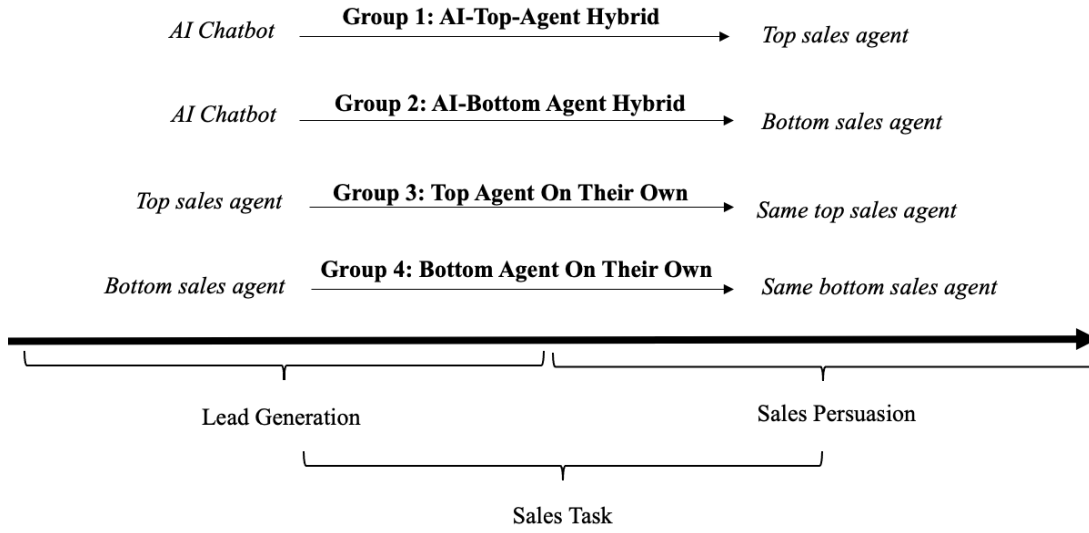 AI Chatbot Group 1: AI-Top-Agent Hybrid Top sales agent
AI Chatbot Group 2: AI-Bottom Agent Hybrid Bottom sales agent
Top sales agent Group 3: Top Agent On Their Own Same top sales agent
Bottom sales agent Group 4: Bottom Agent On Their Own Same bottom sales agent
Lead Generation Sales Persuasion
Sales Task